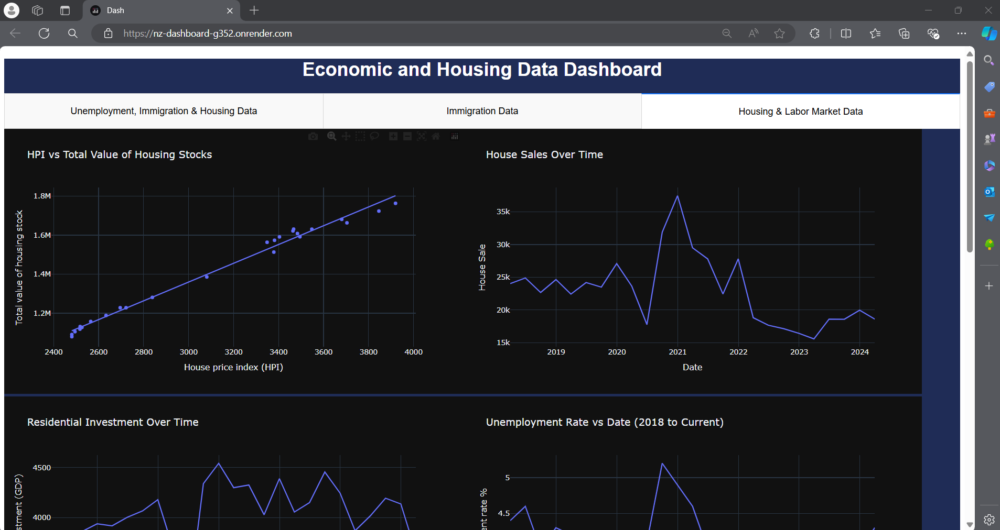 Dash
https://nz-dashboard-g352.onrender.com
Economic and Housing Data Dashboard
Unemployment, Immigration & Housing Data
Immigration Data
Housing & Labor Market Data
HPI vs Total Value of Housing Stocks
1.8M
1.6M
1.4M
1.2M
Total value of housing stock
2400 2600 2800 3000 3200 3400 3600 3800 4000
House price index (HPI)
House Sales Over Time
35k
30k
25k
20k
15k
House Sale
2019 2020 2021 2022 2023 2024
Date
Residential Investment Over Time
4500
4000
stment (GDP)
Unemployment Rate vs Date (2018 to Current)
5
4.5
ent rate %